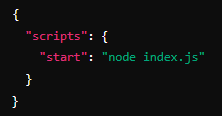 {
  "scripts": {
    "start": "node index.js"
  }
}